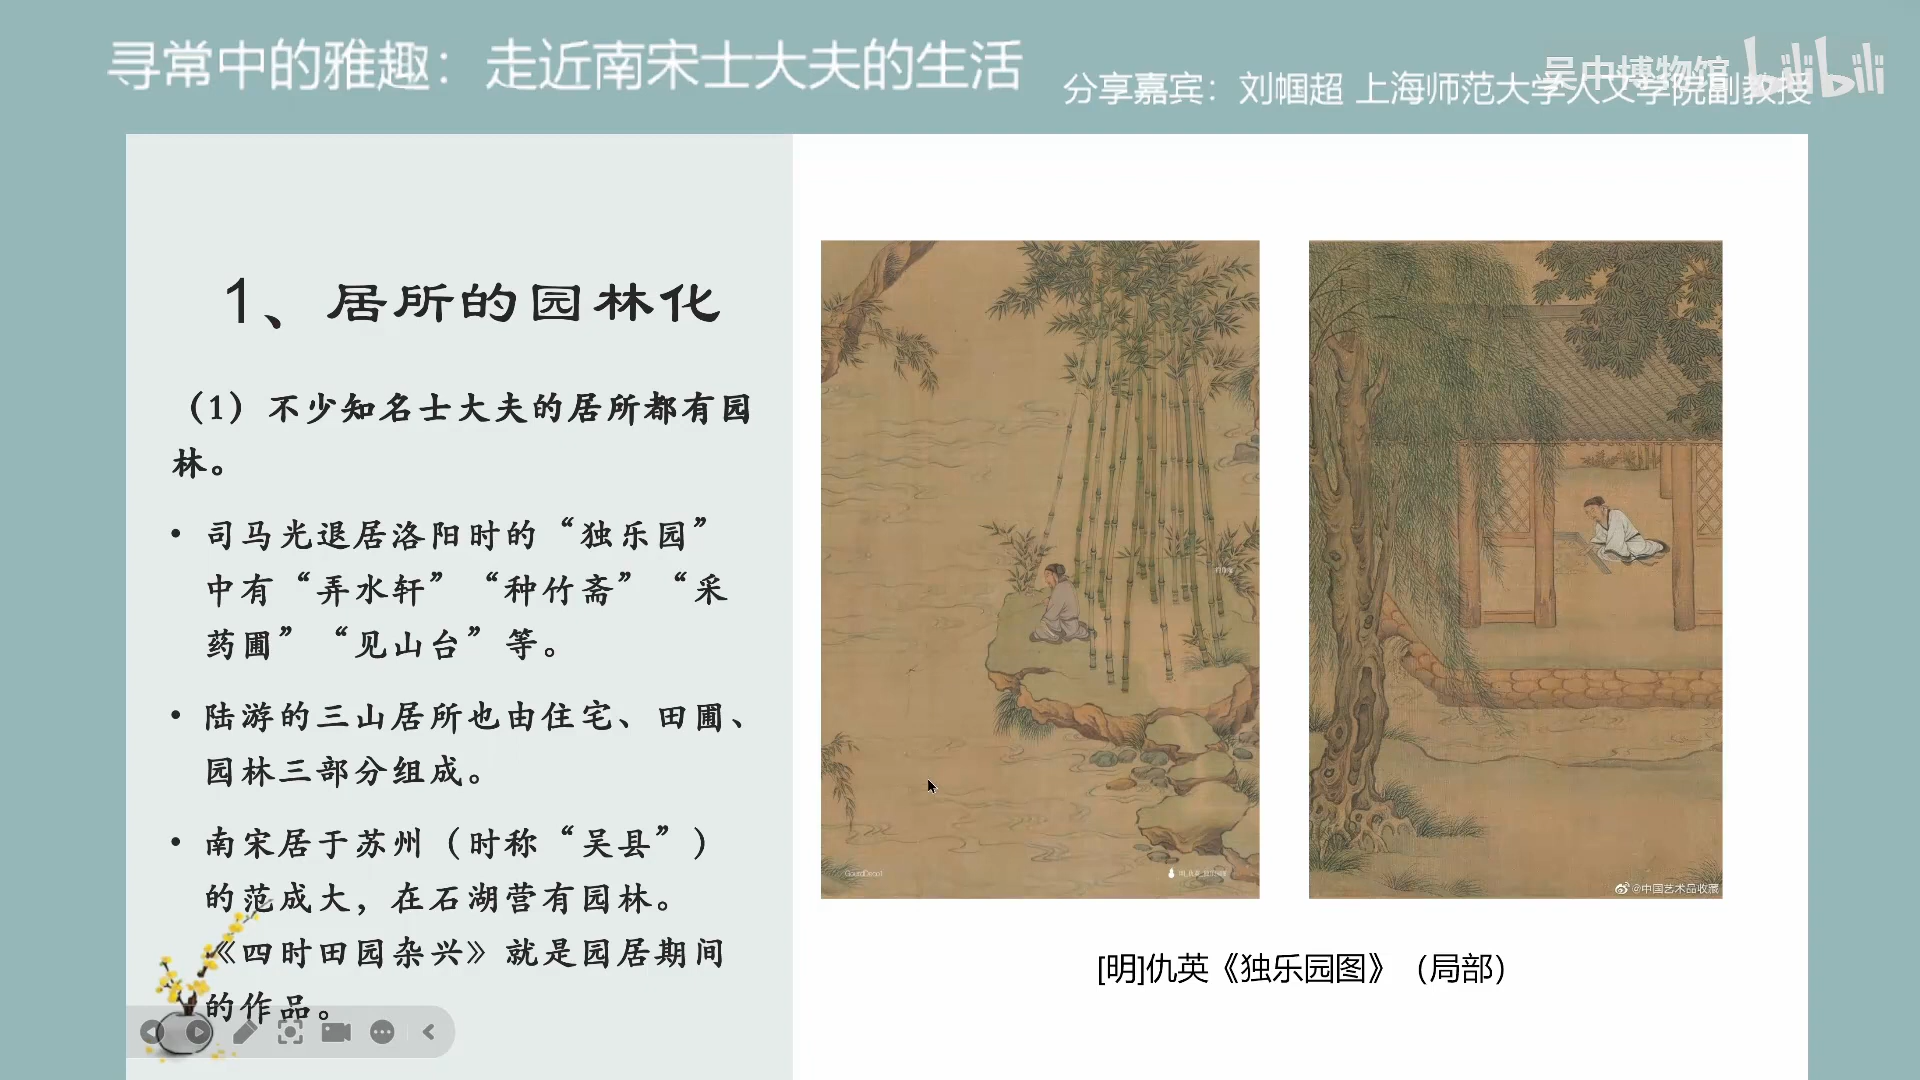 寻常中的雅趣：走近南宋士大夫的生活
分享嘉宾：刘帼超 上海师范大学人文学院副教授
吴中博物馆 bilibili
1、居所的园林化
（1）不少知名士大夫的居所都有园
林。
• 司马光退居洛阳时的“独乐园”
中有“弄水轩”“种竹斋”“采
药圃”“见山台”等。
• 陆游的三山居所也由住宅、田圃、
园林三部分组成。
• 南宋居于苏州（时称“吴县”）
的范成大，在石湖营有园林。
《四时田园杂兴》就是园居期间
的作品。
@中国艺术品收藏
[明]仇英《独乐园图》（局部）